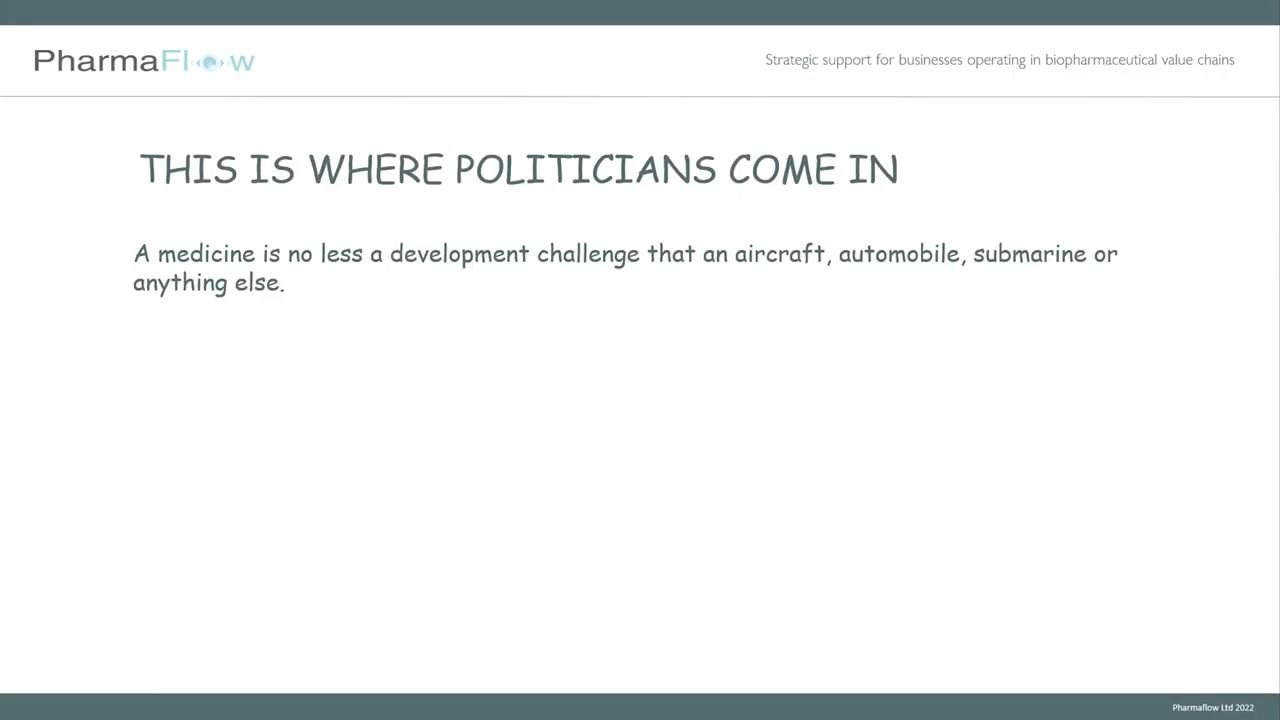 PharmaFlow
Strategic support for businesses operating in biopharmaceutical value chains
THIS IS WHERE POLITICIANS COME IN
A medicine is no less a development challenge that an aircraft, automobile, submarine or
anything else.
Pharmaflow Ltd 2022